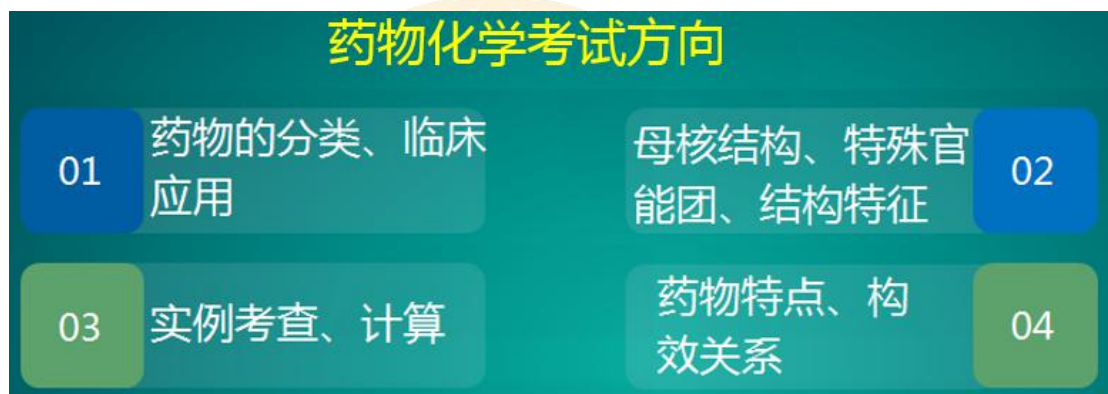 药物化学考试方向
01
药物的分类、临床
应用
母核结构、特殊官
能团、结构特征
02
03
实例考查、计算
药物特点、构
效关系
04